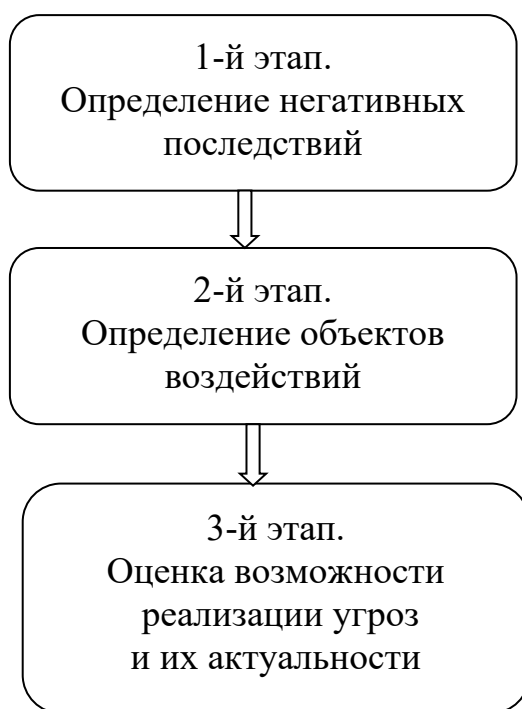 1-й этап.
Определение негативных
последствий
2-й этап.
Определение объектов
воздействий
3-й этап.
Оценка возможности
реализации угроз
и их актуальности